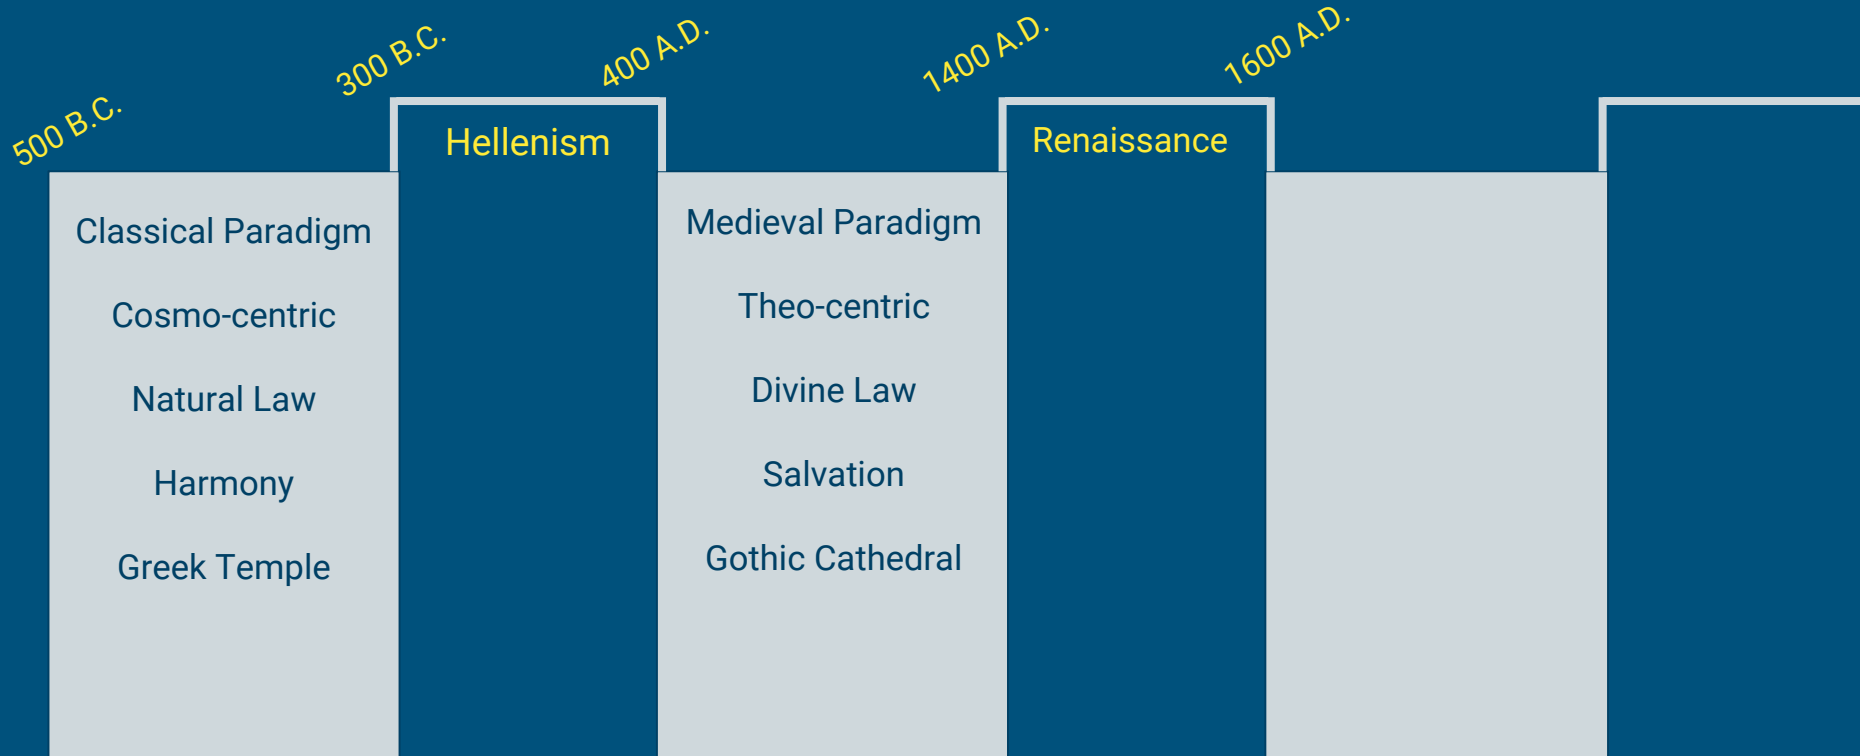 500 B.C.
300 B.C.
400 A.D.
1400 A.D.
1600 A.D.
Hellenism
Renaissance
Classical Paradigm
Cosmo-centric
Natural Law
Harmony
Greek Temple
Medieval Paradigm
Theo-centric
Divine Law
Salvation
Gothic Cathedral